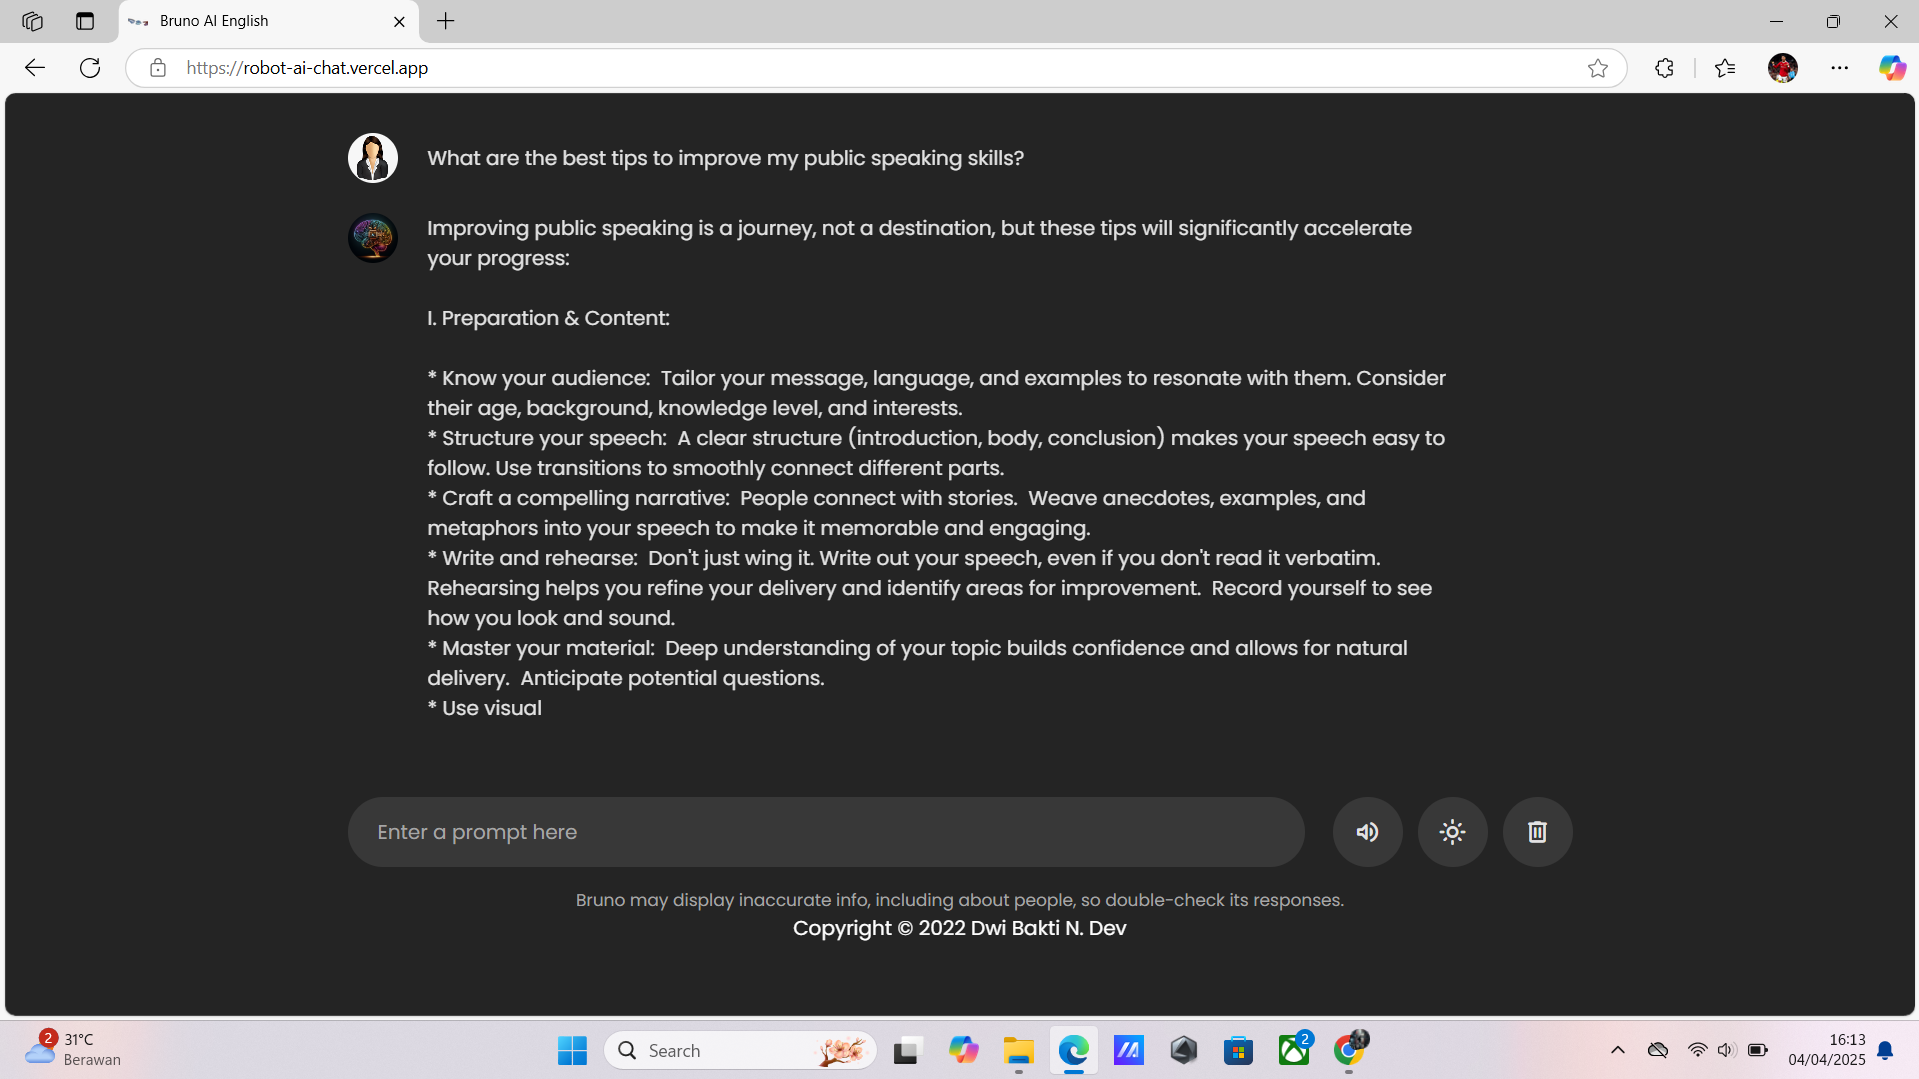 Bruno AI English
https://robot-ai-chat.vercel.app
What are the best tips to improve my public speaking skills?
Improving public speaking is a journey, not a destination, but these tips will significantly accelerate
your progress:
I. Preparation & Content:
* Know your audience:  Tailor your message, language, and examples to resonate with them. Consider
their age, background, knowledge level, and interests.
* Structure your speech:  A clear structure (introduction, body, conclusion) makes your speech easy to
follow. Use transitions to smoothly connect different parts.
* Craft a compelling narrative:  People connect with stories.  Weave anecdotes, examples, and
metaphors into your speech to make it memorable and engaging.
* Write and rehearse:  Don't just wing it. Write out your speech, even if you don't read it verbatim.
Rehearsing helps you refine your delivery and identify areas for improvement.  Record yourself to see
how you look and sound.
* Master your material:  Deep understanding of your topic builds confidence and allows for natural
delivery.  Anticipate potential questions.
* Use visual
Enter a prompt here
Bruno may display inaccurate info, including about people, so double-check its responses.
Copyright © 2022 Dwi Bakti N. Dev
2
31°C
Berawan
Search
2
16:13
04/04/2025